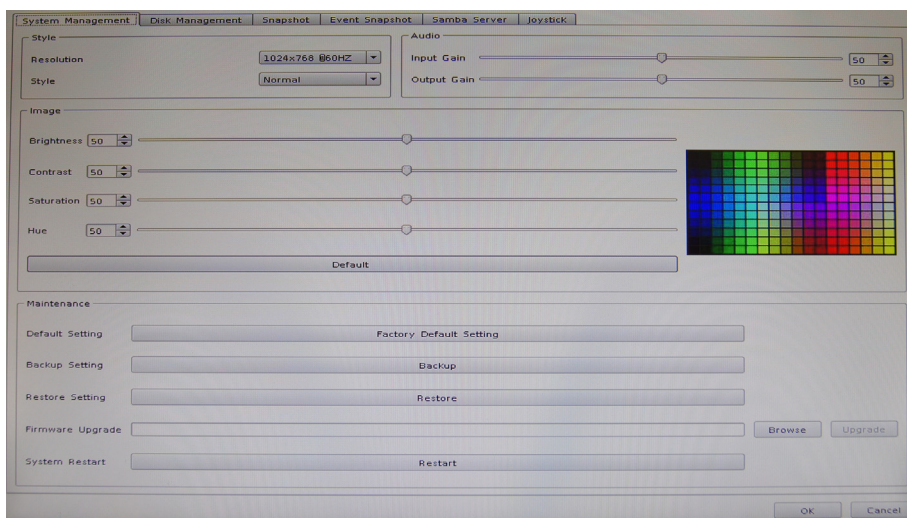 System Management Disk Management Snapshot Event Snapshot Samba Server Joystick
Style
Resolution 1024x768 @60HZ
Style Normal
Audio
Input Gain 50
Output Gain 50
Image
Brightness 50
Contrast 50
Saturation 50
Hue 50
Default
Maintenance
Default Setting Factory Default Setting
Backup Setting Backup
Restore Setting Restore
Firmware Upgrade Browse Upgrade
System Restart Restart
OK Cancel